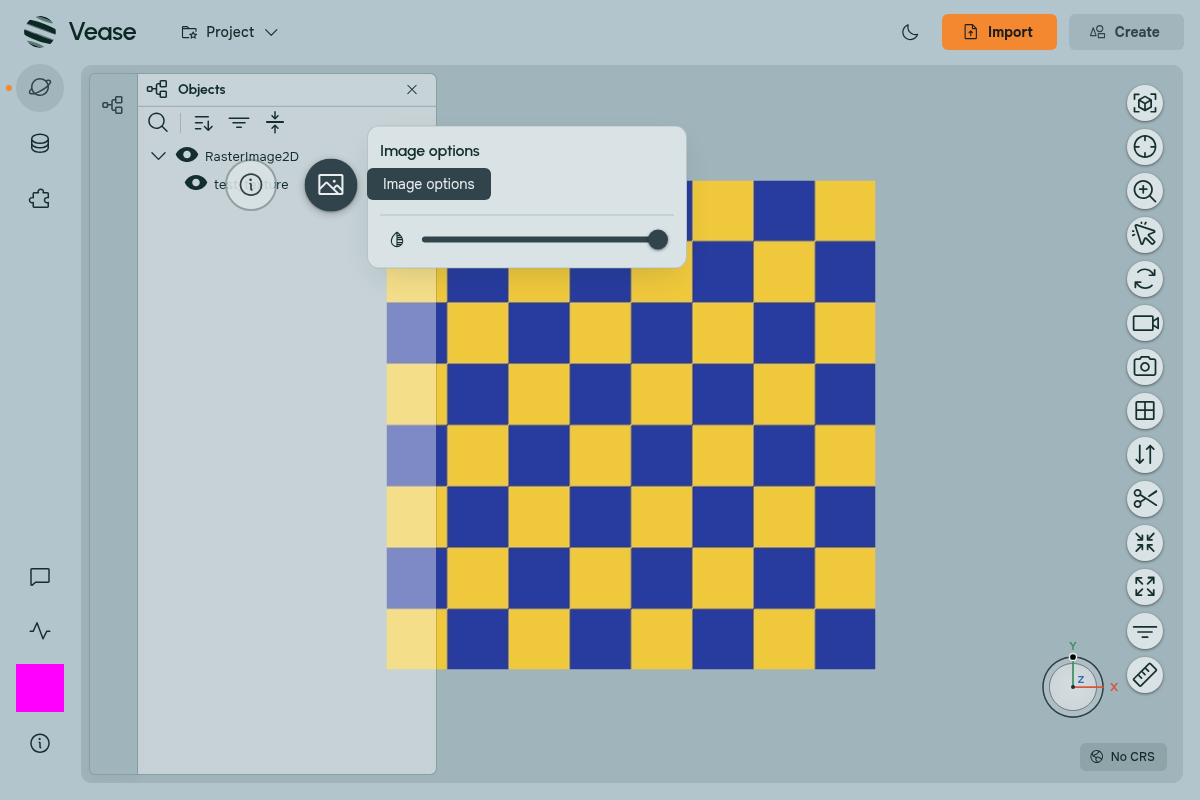 Vease
Project
Import
Create
Objects
RasterImage2D
Image options
Image options
Y
Z
X
No CRS